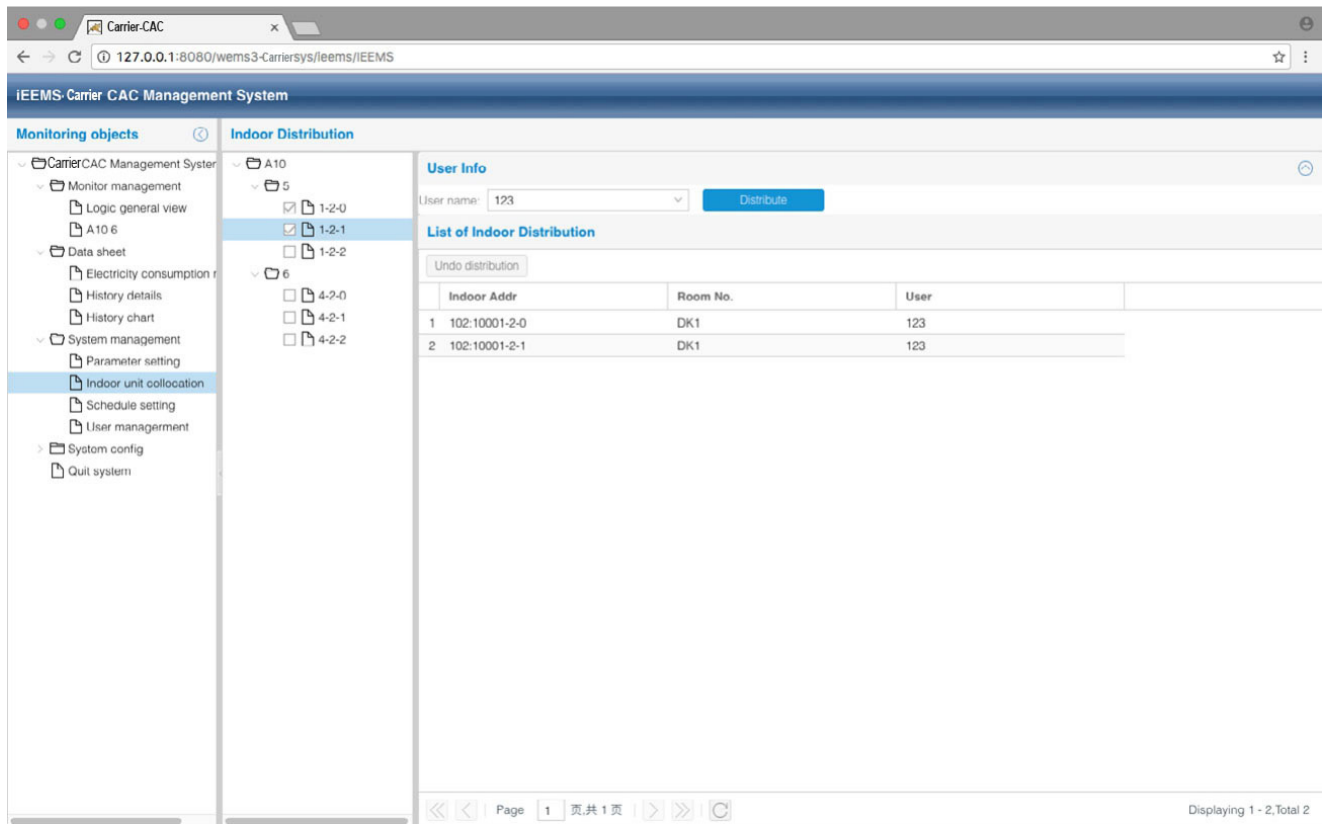 Carrier-CAC
127.0.0.1:8080/wems3-Carriersys/ieems/IEEMS
iEEMS-Carrier CAC Management System
Monitoring objects
Carrier CAC Management Syster
Monitor management
Logic general view
A10 6
Data sheet
Electricity consumption r
History details
History chart
System management
Parameter setting
Indoor unit collocation
Schedule setting
User managerment
System config
Quit system
Indoor Distribution
A10
5
1-2-0
1-2-1
1-2-2
6
4-2-0
4-2-1
4-2-2
User Info
User name: 123 Distribute
List of Indoor Distribution
Undo distribution
Indoor Addr Room No. User
1 102:10001-2-0 DK1 123
2 102:10001-2-1 DK1 123
Page 1 页,共 1 页
Displaying 1 - 2,Total 2